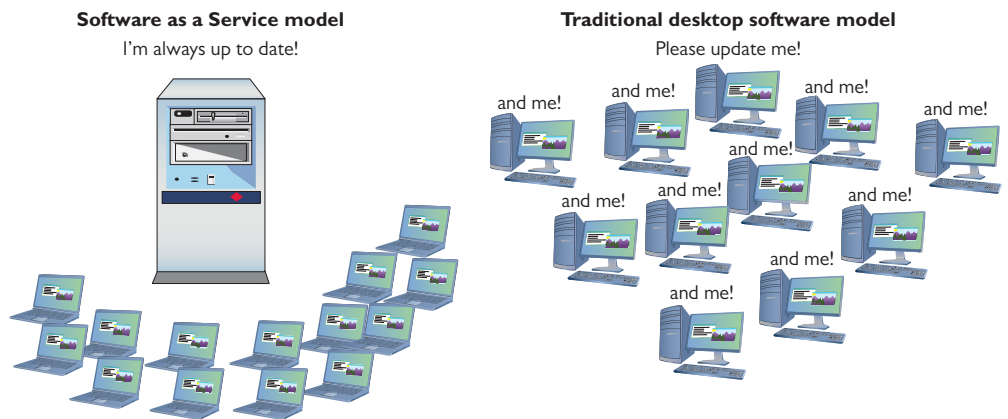 Software as a Service model
I'm always up to date!
Traditional desktop software model
Please update me!
and me!
and me!
and me!
and me!
and me!
and me!
and me!
and me!
and me!
and me!